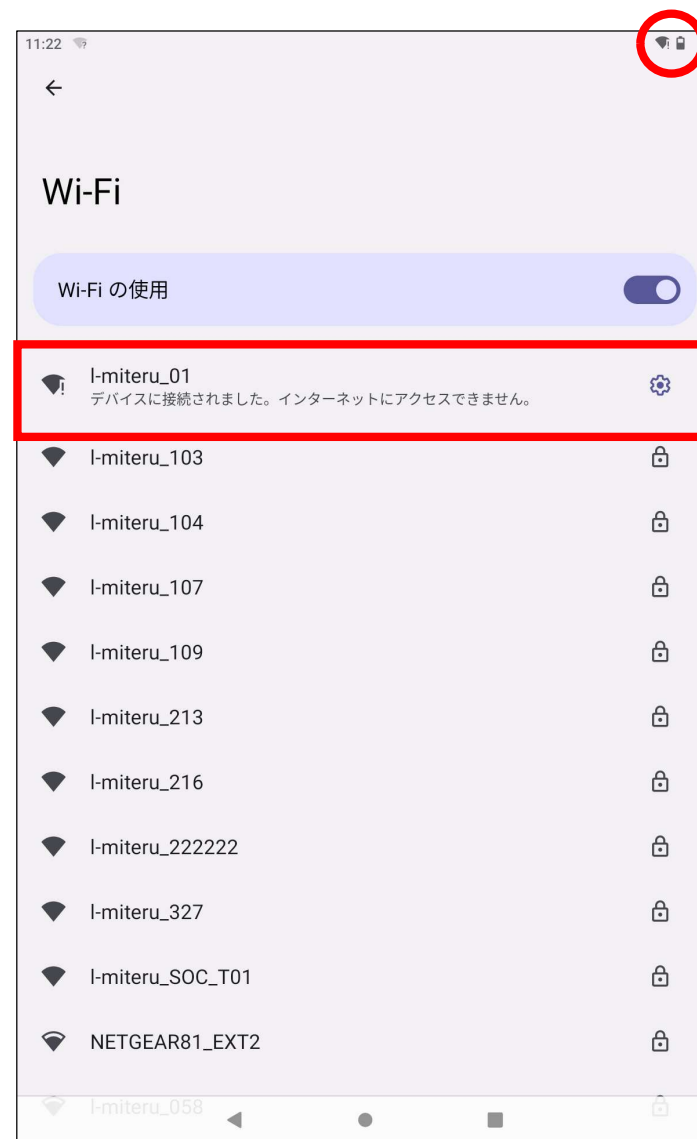 11:22
Wi-Fi
Wi-Fi の使用
l-miteru_01
デバイスに接続されました。インターネットにアクセスできません。
l-miteru_103
l-miteru_104
l-miteru_107
l-miteru_109
l-miteru_213
l-miteru_216
l-miteru_222222
l-miteru_327
l-miteru_SOC_T01
NETGEAR81_EXT2
l-miteru_058